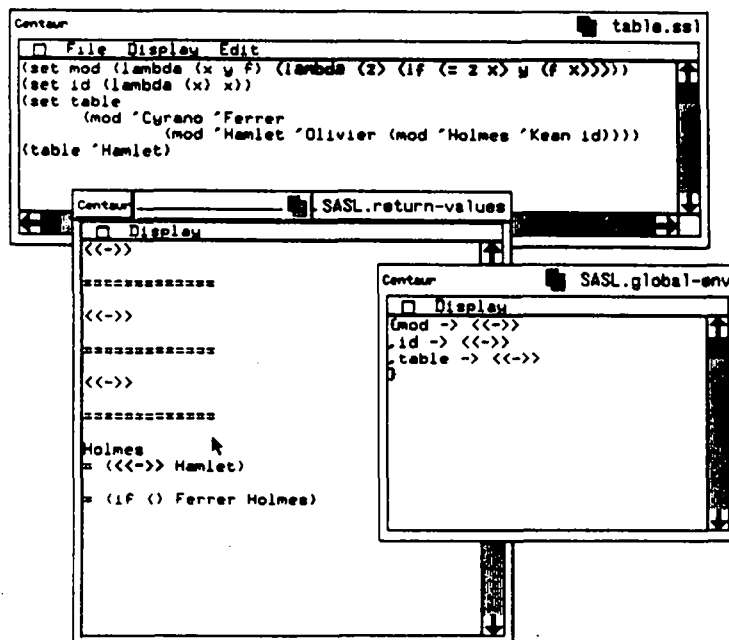 Centaur table.ssl
File Display Edit
(set mod (lambda (x y f) (lambda (z) (if (= z x) y (f x)))))
(set id (lambda (x) x))
(set table
(mod 'Cyrano 'Ferrer
(mod 'Hamlet 'Olivier (mod 'Holmes 'Kean id))))
(table 'Hamlet)
Centaur SASL.return-values
Display
<<->>
=============
<<->>
=============
<<->>
=============
Holmes
= (<<->> Hamlet)
= (if () Ferrer Holmes)
Centaur SASL.global-env
Display
{mod -> <<->>
,id -> <<->>
,table -> <<->>
}